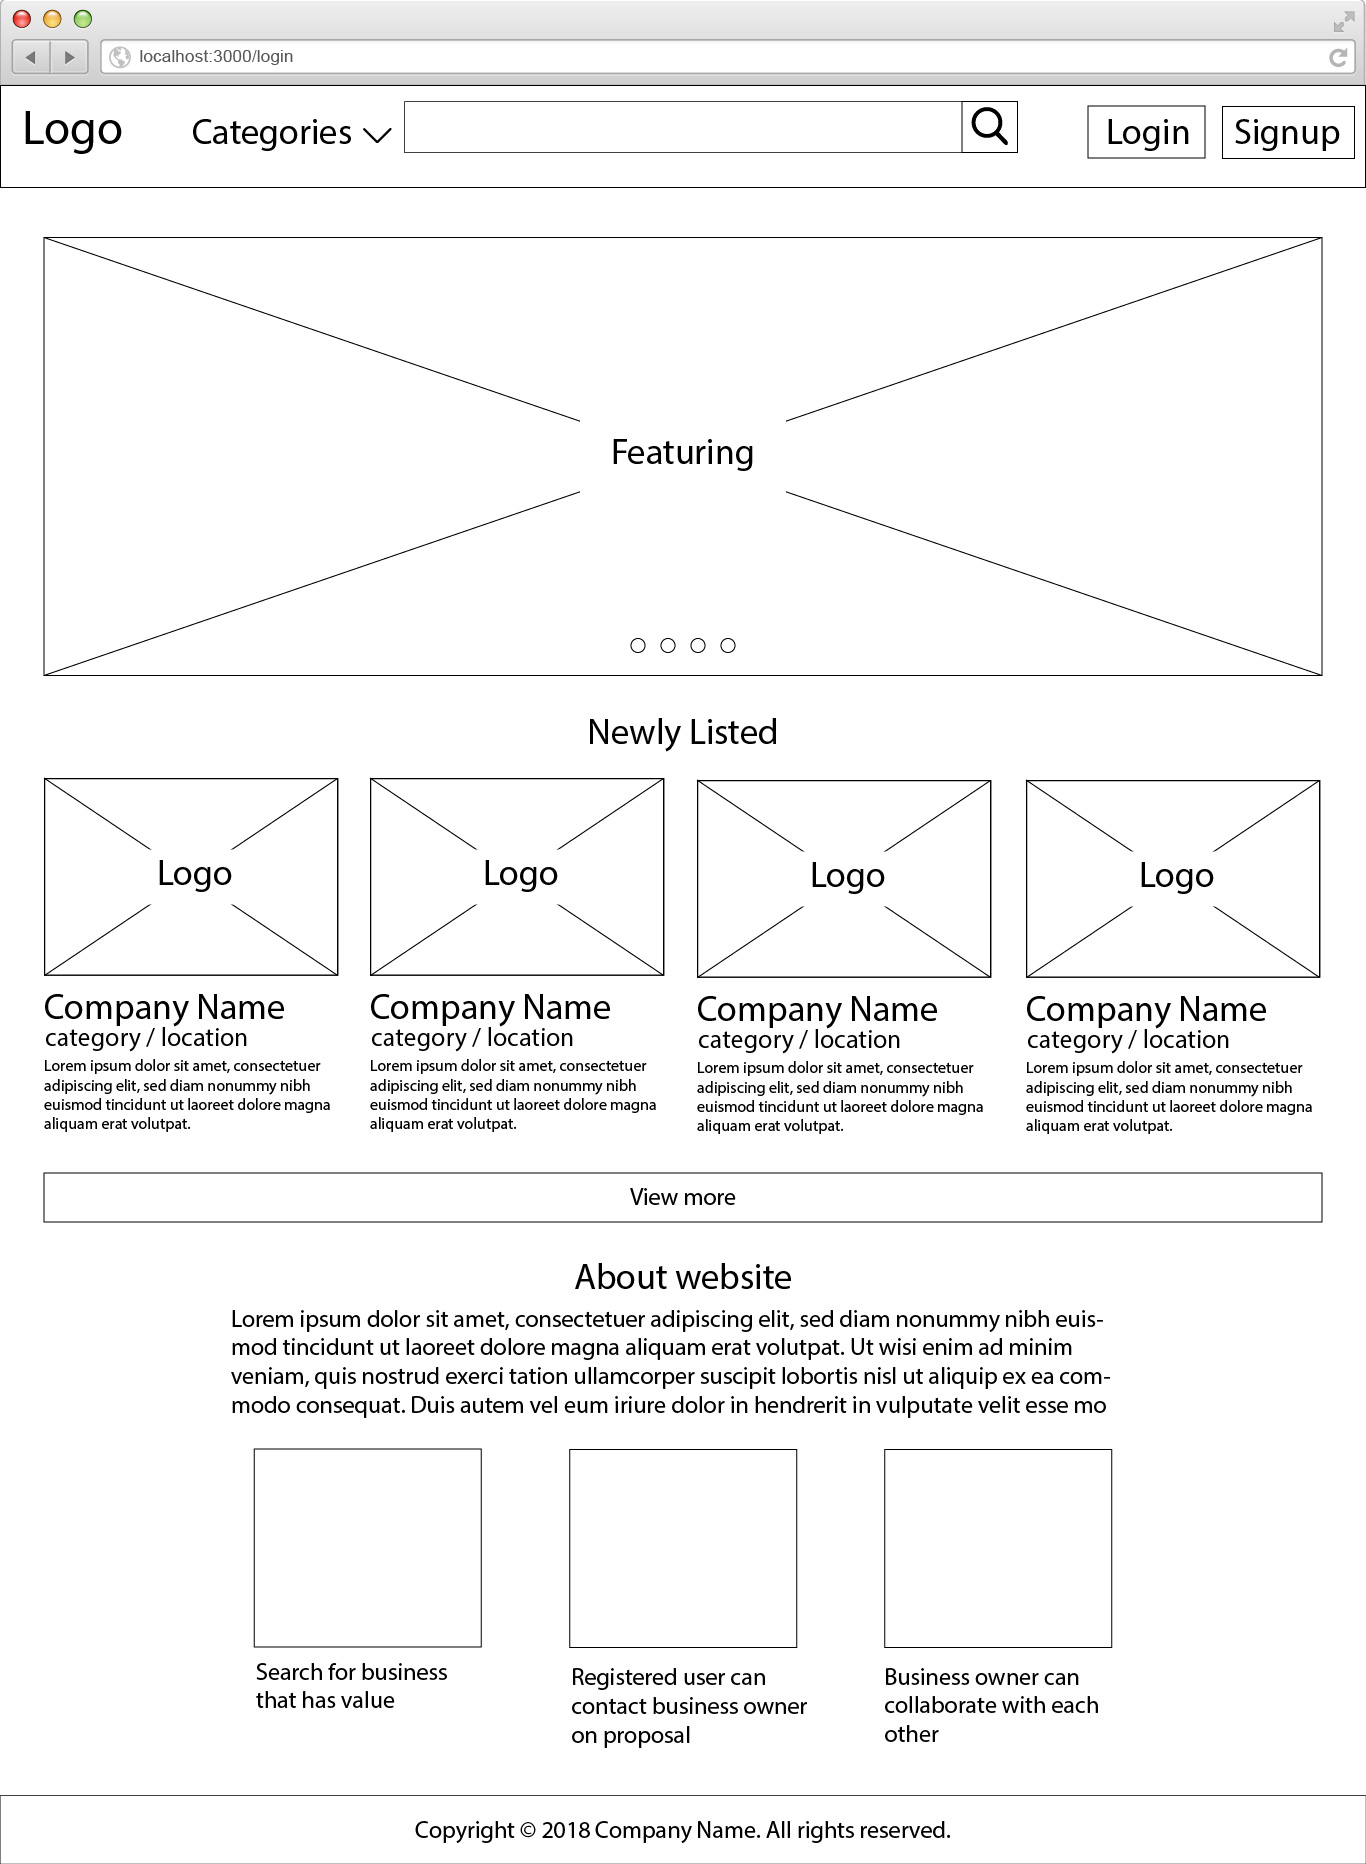 localhost:3000/login
Logo
Categories
Login
Signup
Featuring
Newly Listed
Logo
Logo
Logo
Logo
Company Name
category / location
Lorem ipsum dolor sit amet, consectetuer
adipiscing elit, sed diam nonummy nibh
euismod tincidunt ut laoreet dolore magna
aliquam erat volutpat.
Company Name
category / location
Lorem ipsum dolor sit amet, consectetuer
adipiscing elit, sed diam nonummy nibh
euismod tincidunt ut laoreet dolore magna
aliquam erat volutpat.
Company Name
category / location
Lorem ipsum dolor sit amet, consectetuer
adipiscing elit, sed diam nonummy nibh
euismod tincidunt ut laoreet dolore magna
aliquam erat volutpat.
Company Name
category / location
Lorem ipsum dolor sit amet, consectetuer
adipiscing elit, sed diam nonummy nibh
euismod tincidunt ut laoreet dolore magna
aliquam erat volutpat.
View more
About website
Lorem ipsum dolor sit amet, consectetuer adipiscing elit, sed diam nonummy nibh euis-
mod tincidunt ut laoreet dolore magna aliquam erat volutpat. Ut wisi enim ad minim
veniam, quis nostrud exerci tation ullamcorper suscipit lobortis nisl ut aliquip ex ea com-
modo consequat. Duis autem vel eum iriure dolor in hendrerit in vulputate velit esse mo
Search for business
that has value
Registered user can
contact business owner
on proposal
Business owner can
collaborate with each
other
Copyright © 2018 Company Name. All rights reserved.